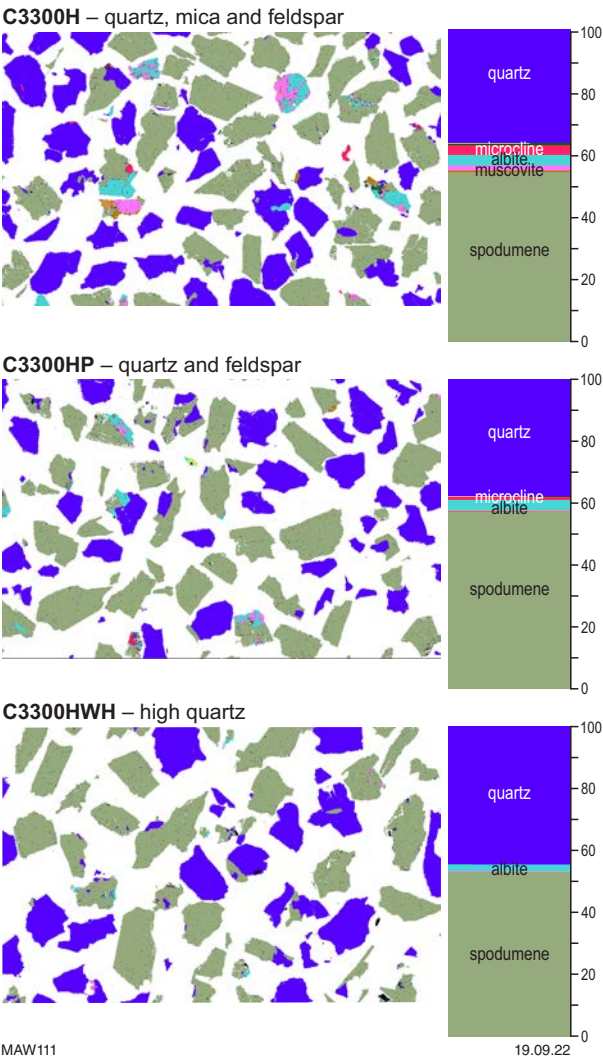 C3300H – quartz, mica and feldspar
100
quartz
80
microcline
60
albite
muscovite
40
spodumene
20
0
C3300HP – quartz and feldspar
100
quartz
80
microcline
60
albite
40
spodumene
20
0
C3300HWH – high quartz
100
quartz
80
60
albite
40
spodumene
20
0
MAW111
19.09.22